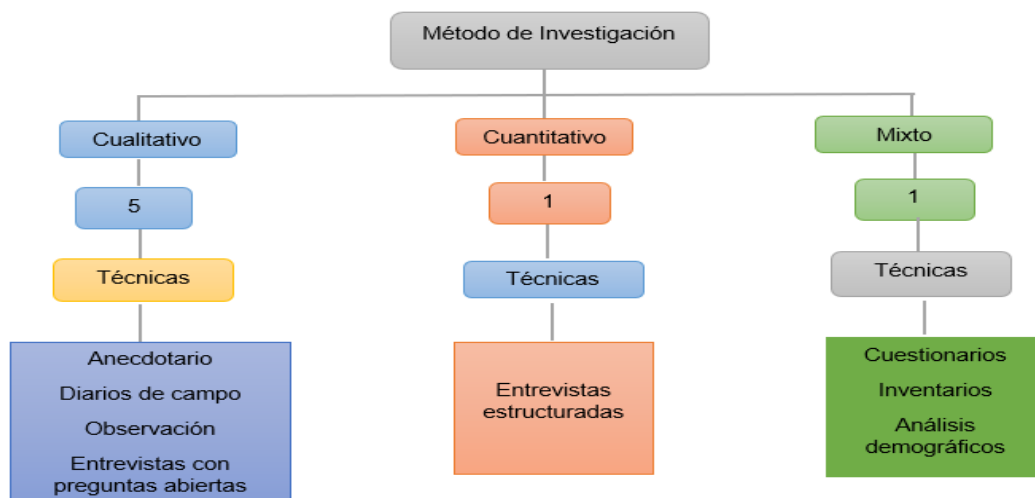 Método de Investigación
Cualitativo
Cuantitativo
Mixto
5
1
1
Técnicas
Técnicas
Técnicas
Anecdotario
Diarios de campo
Observación
Entrevistas con
preguntas abiertas
Entrevistas
estructuradas
Cuestionarios
Inventarios
Análisis
demográficos